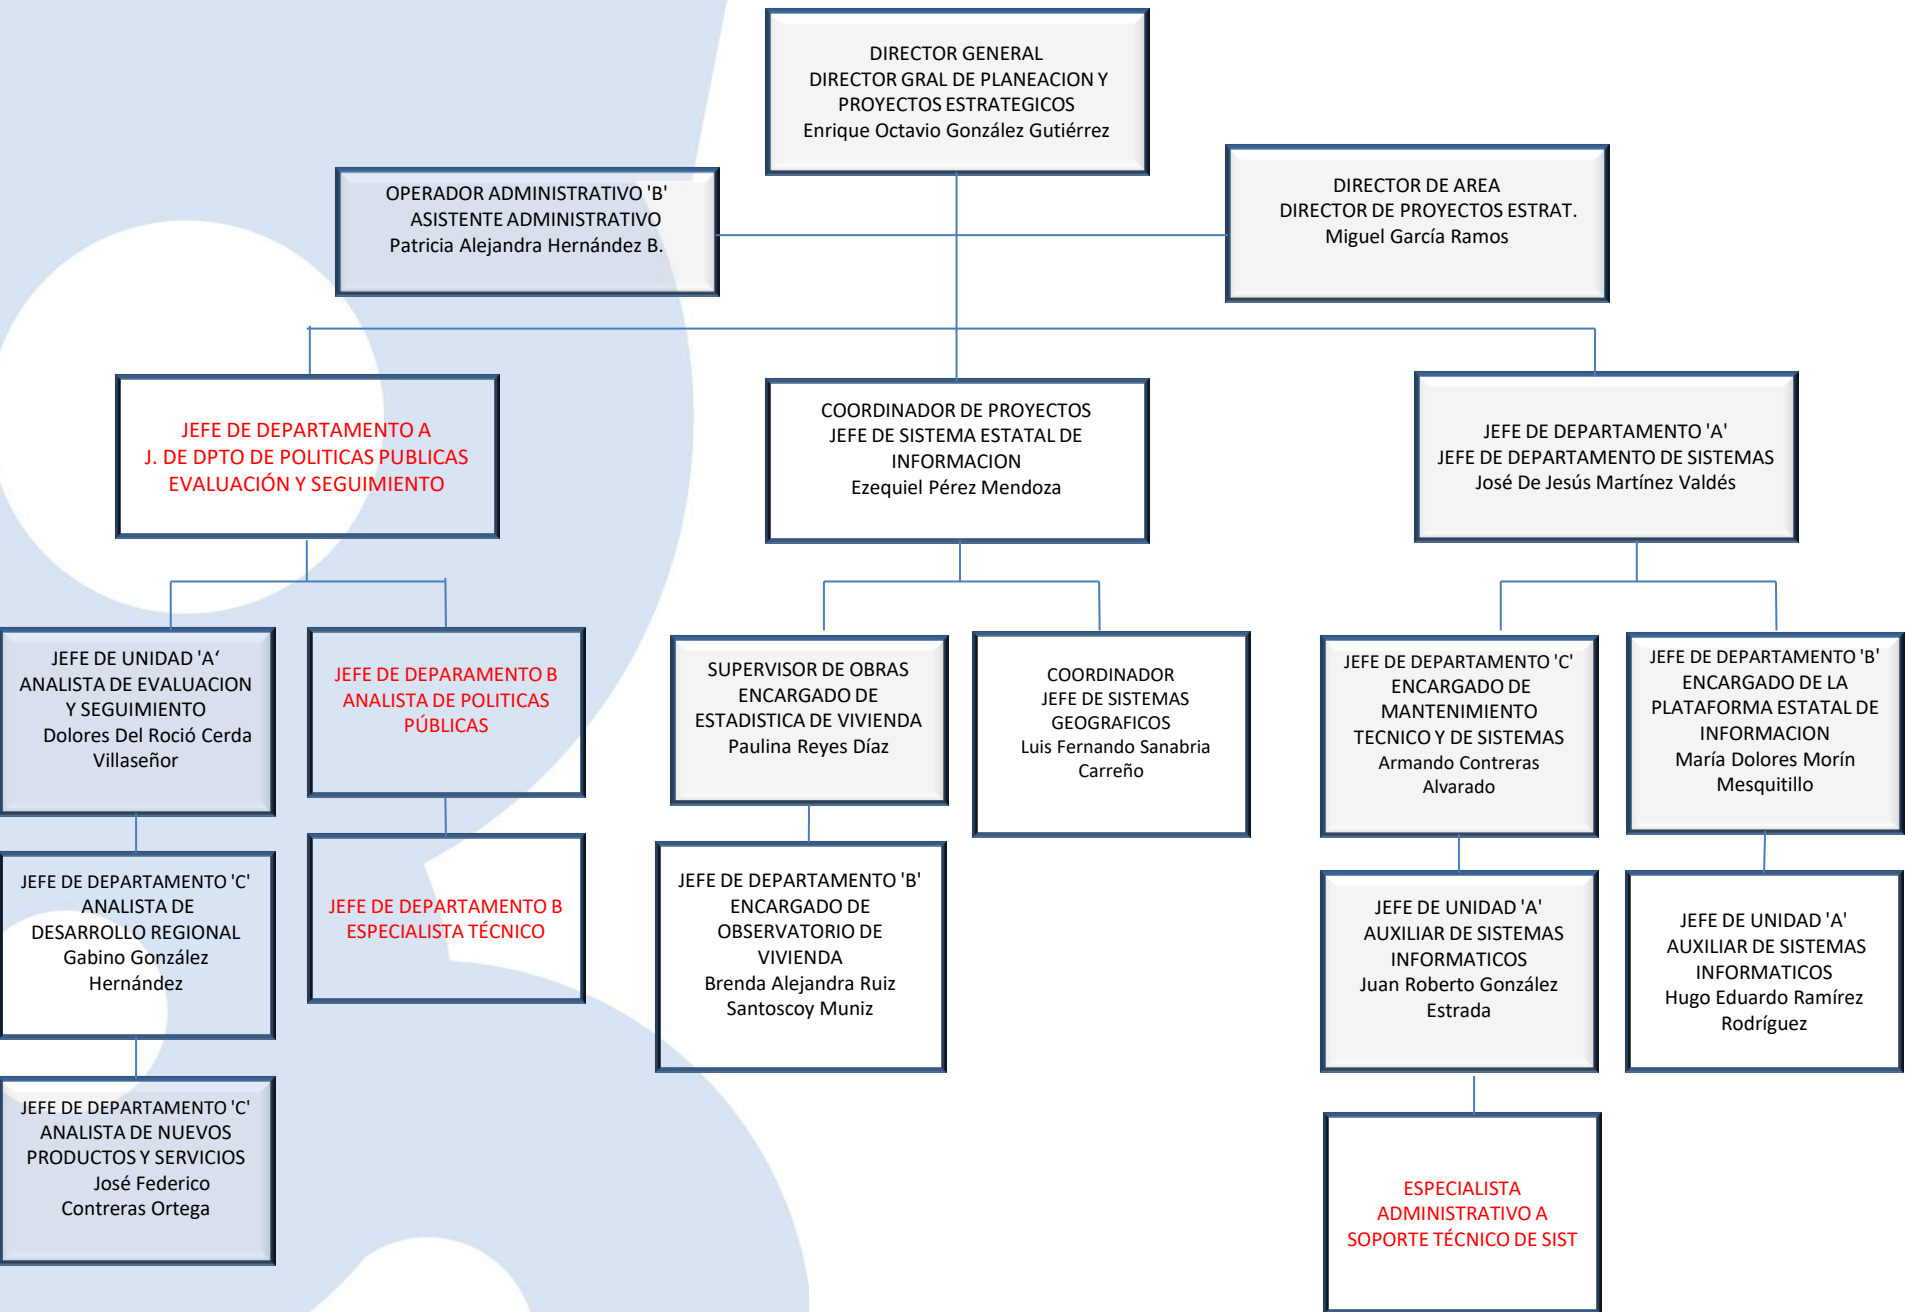 DIRECTOR GENERAL
DIRECTOR GRAL DE PLANEACION Y
PROYECTOS ESTRATEGICOS
Enrique Octavio González Gutiérrez
OPERADOR ADMINISTRATIVO 'B'
ASISTENTE ADMINISTRATIVO
Patricia Alejandra Hernández B.
DIRECTOR DE AREA
DIRECTOR DE PROYECTOS ESTRAT.
Miguel García Ramos
JEFE DE DEPARTAMENTO A
J. DE DPTO DE POLITICAS PUBLICAS
EVALUACIÓN Y SEGUIMIENTO
COORDINADOR DE PROYECTOS
JEFE DE SISTEMA ESTATAL DE
INFORMACION
Ezequiel Pérez Mendoza
JEFE DE DEPARTAMENTO 'A'
JEFE DE DEPARTAMENTO DE SISTEMAS
José De Jesús Martínez Valdés
JEFE DE UNIDAD 'A‘
ANALISTA DE EVALUACION
Y SEGUIMIENTO
Dolores Del Roció Cerda
Villaseñor
JEFE DE DEPARAMENTO B
ANALISTA DE POLITICAS
PÚBLICAS
SUPERVISOR DE OBRAS
ENCARGADO DE
ESTADISTICA DE VIVIENDA
Paulina Reyes Díaz
COORDINADOR
JEFE DE SISTEMAS
GEOGRAFICOS
Luis Fernando Sanabria
Carreño
JEFE DE DEPARTAMENTO 'C'
ENCARGADO DE
MANTENIMIENTO
TECNICO Y DE SISTEMAS
Armando Contreras
Alvarado
JEFE DE DEPARTAMENTO 'B'
ENCARGADO DE LA
PLATAFORMA ESTATAL DE
INFORMACION
María Dolores Morín
Mesquitillo
JEFE DE DEPARTAMENTO 'C'
ANALISTA DE
DESARROLLO REGIONAL
Gabino González
Hernández
JEFE DE DEPARTAMENTO B
ESPECIALISTA TÉCNICO
JEFE DE DEPARTAMENTO 'B'
ENCARGADO DE
OBSERVATORIO DE
VIVIENDA
Brenda Alejandra Ruiz
Santoscoy Muniz
JEFE DE UNIDAD 'A'
AUXILIAR DE SISTEMAS
INFORMATICOS
Juan Roberto González
Estrada
JEFE DE UNIDAD 'A'
AUXILIAR DE SISTEMAS
INFORMATICOS
Hugo Eduardo Ramírez
Rodríguez
JEFE DE DEPARTAMENTO 'C'
ANALISTA DE NUEVOS
PRODUCTOS Y SERVICIOS
José Federico
Contreras Ortega
ESPECIALISTA
ADMINISTRATIVO A
SOPORTE TÉCNICO DE SIST